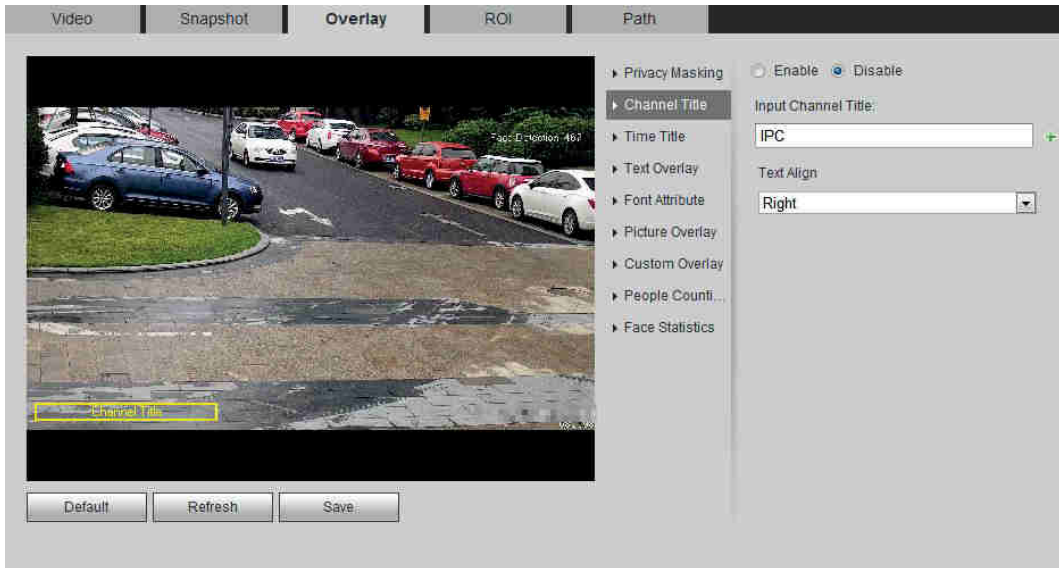 Video Snapshot Overlay ROI Path
Face Detection 462
Channel Title
Privacy Masking
Channel Title
Time Title
Text Overlay
Font Attribute
Picture Overlay
Custom Overlay
People Counti...
Face Statistics
Enable Disable
Input Channel Title:
IPC
+
Text Align
Right
Default Refresh Save